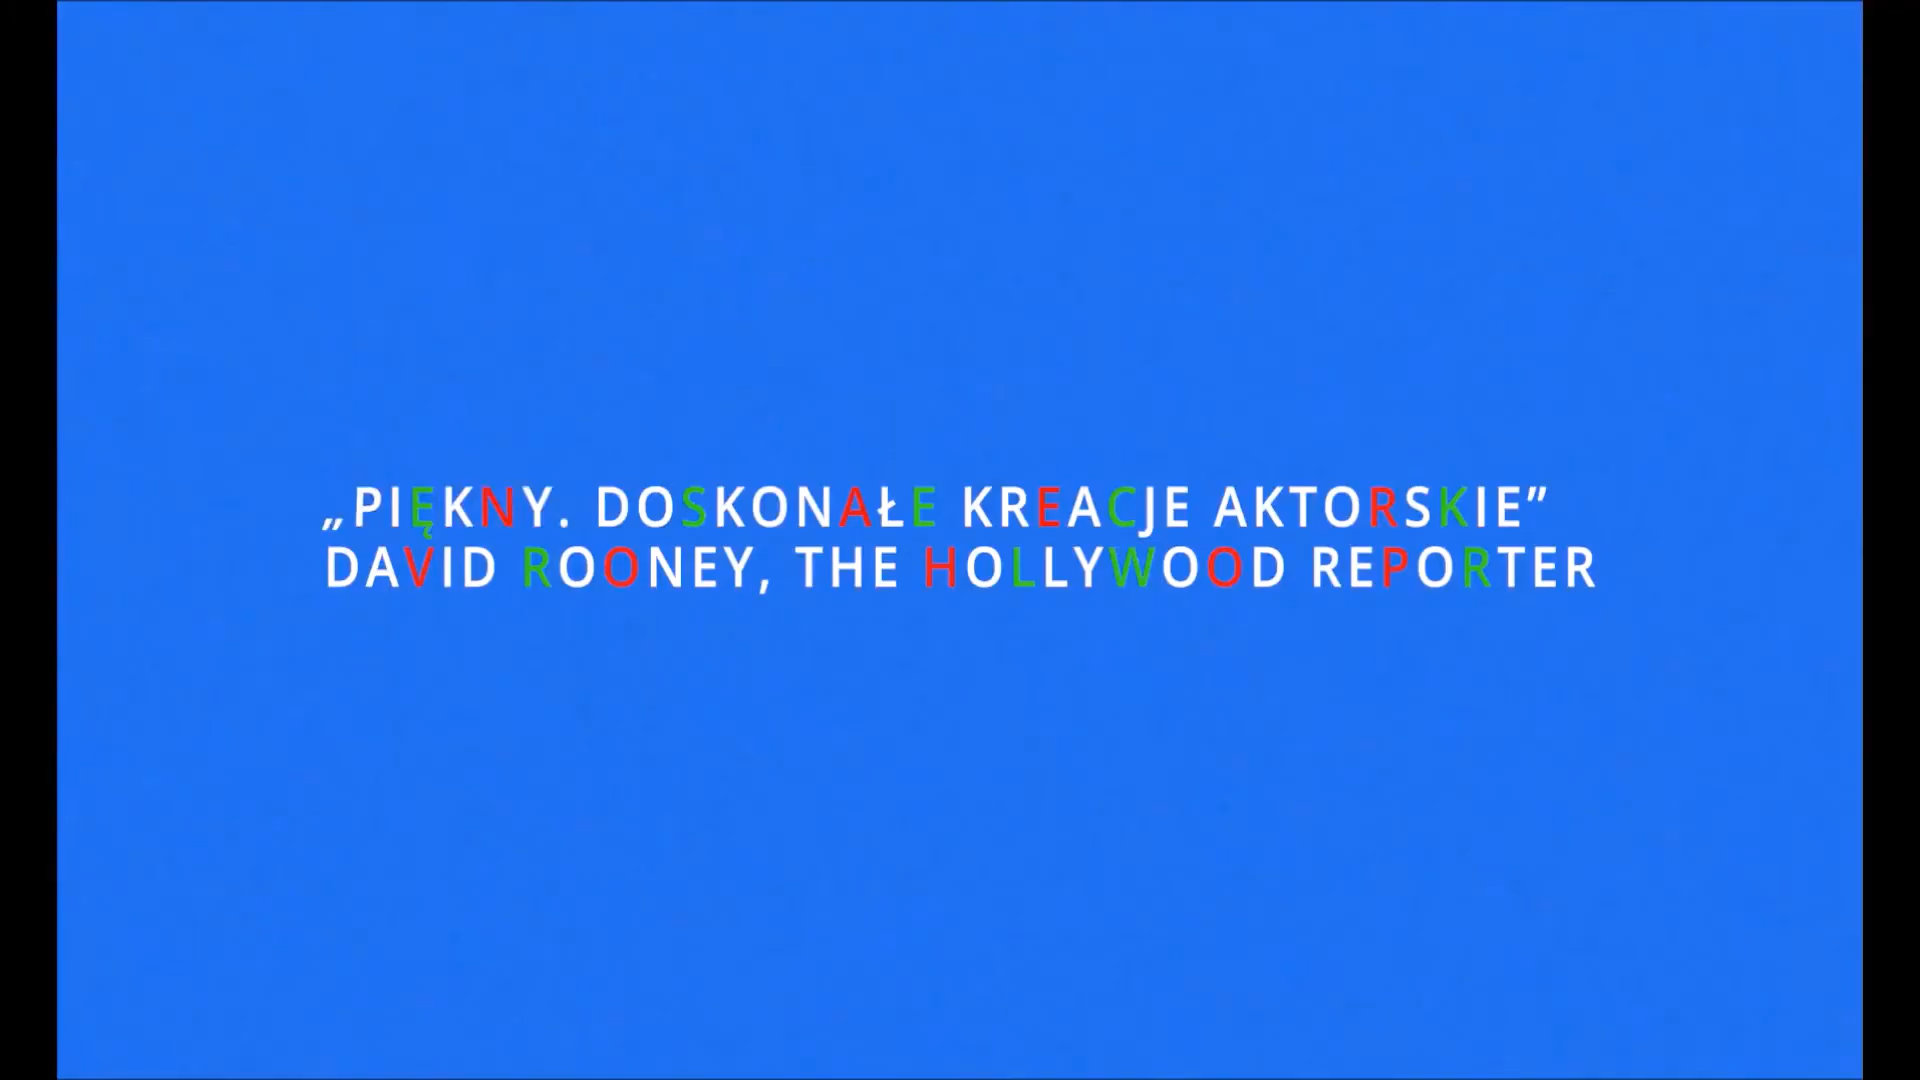 „PIĘKNY. DOSKONAŁE KREACJE AKTORSKIE”
DAVID ROONEY, THE HOLLYWOOD REPORTER